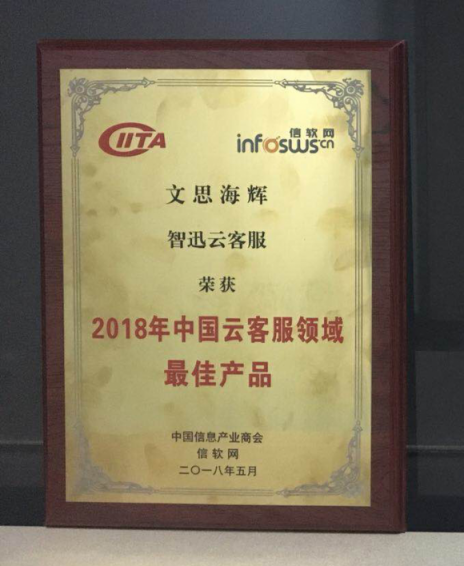 CIITA
信软网
infosws.cn
文思海辉
智迅云客服
荣获
2018年中国云客服领域
最佳产品
中国信息产业商会
信软网
二〇一八年五月